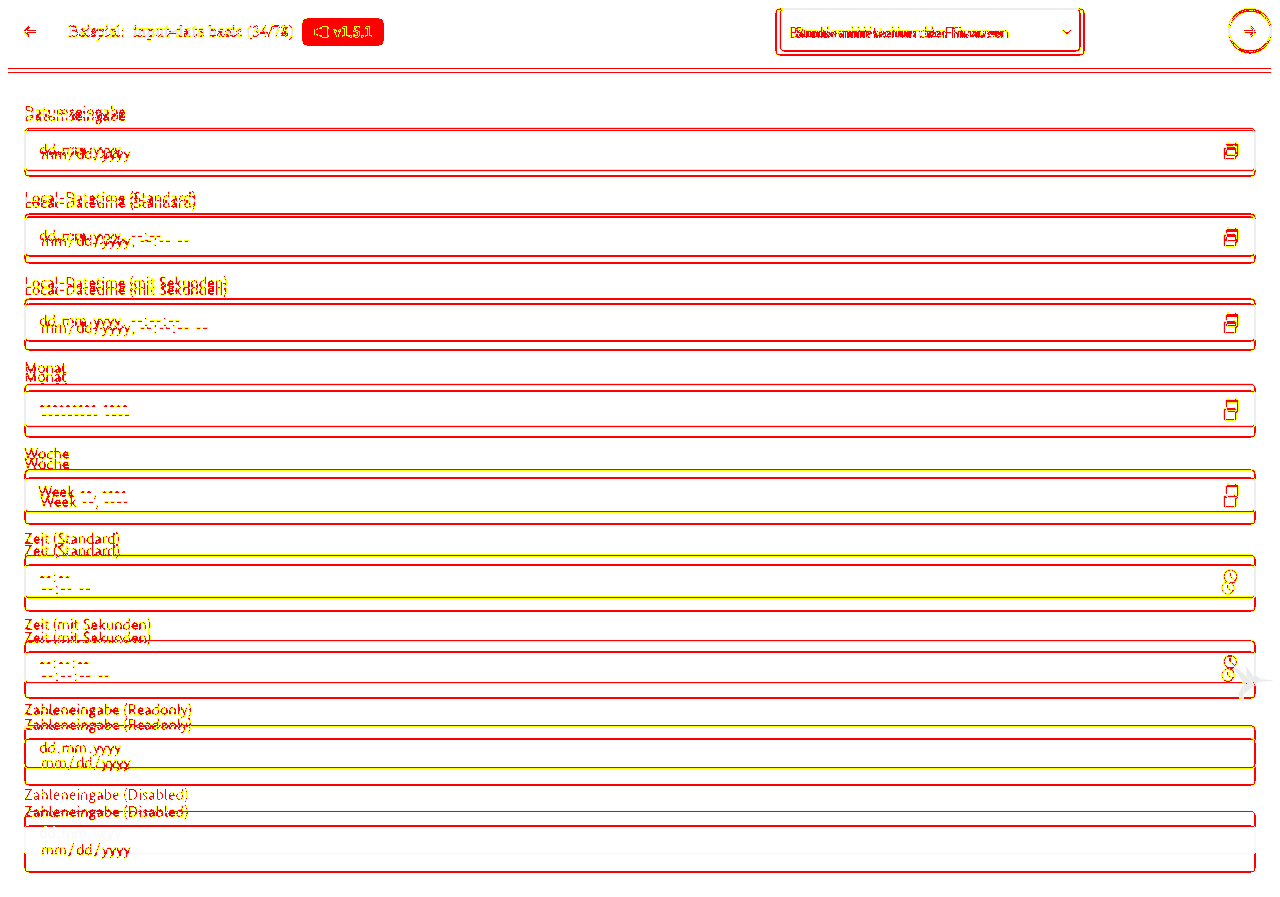 Beispiel: input-date basic (34/78) v1.5.1
Datumseingabe
Datumseingabe
dd.mm.yyyy
mm/dd/yyyy
Local-Datetime (Standard)
Local-Datetime (Standard)
dd.mm.yyyy, --:--
mm/dd/yyyy, --:-- --
Local-Datetime (mit Sekunden)
Local-Datetime (mit Sekunden)
dd.mm.yyyy, --:--:--
mm/dd/yyyy, --:--:-- --
Monat
Monat
--------- ----
--------- ----
Woche
Woche
Week --, ----
Week --, ----
Zeit (Standard)
Zeit (Standard)
--:--
--:-- --
Zeit (mit Sekunden)
Zeit (mit Sekunden)
--:--:--
--:--:-- --
Zahleneingabe (Readonly)
Zahleneingabe (Readonly)
dd.mm.yyyy
mm/dd/yyyy
Zahleneingabe (Disabled)
Zahleneingabe (Disabled)
mm/dd/yyyy